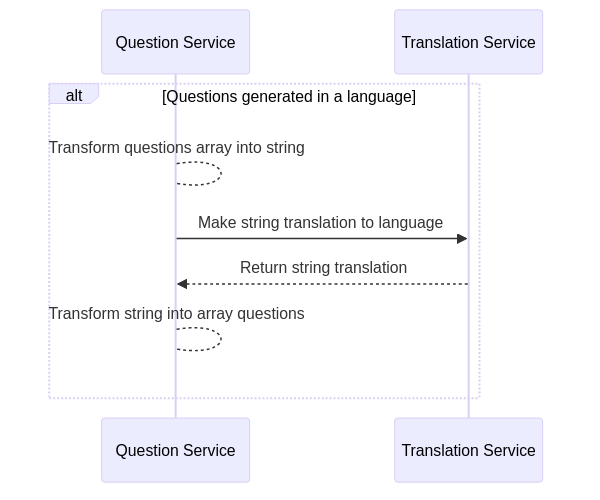 Question Service
Translation Service
alt
[Questions generated in a language]
Transform questions array into string
Make string translation to language
Return string translation
Transform string into array questions
Question Service
Translation Service